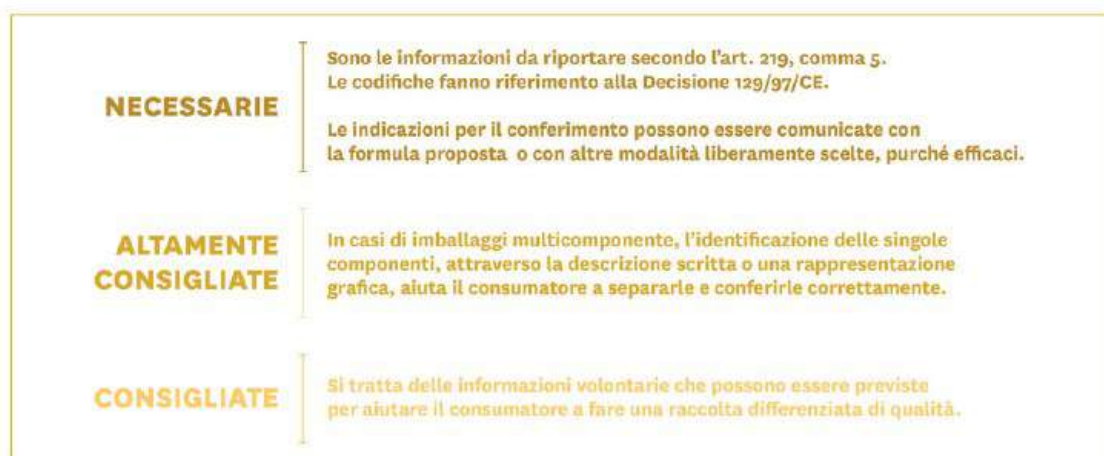 NECESSARIE
Sono le informazioni da riportare secondo l'art. 219, comma 5.
Le codifiche fanno riferimento alla Decisione 129/97/CE.
Le indicazioni per il conferimento possono essere comunicate con
la formula proposta o con altre modalità liberamente scelte, purché efficaci.
ALTAMENTE
CONSIGLIATE
In casi di imballaggi multicomponente, l'identificazione delle singole
componenti, attraverso la descrizione scritta o una rappresentazione
grafica, aiuta il consumatore a separarle e conferirle correttamente.
CONSIGLIATE
Si tratta delle informazioni volontarie che possono essere previste
per aiutare il consumatore a fare una raccolta differenziata di qualità.